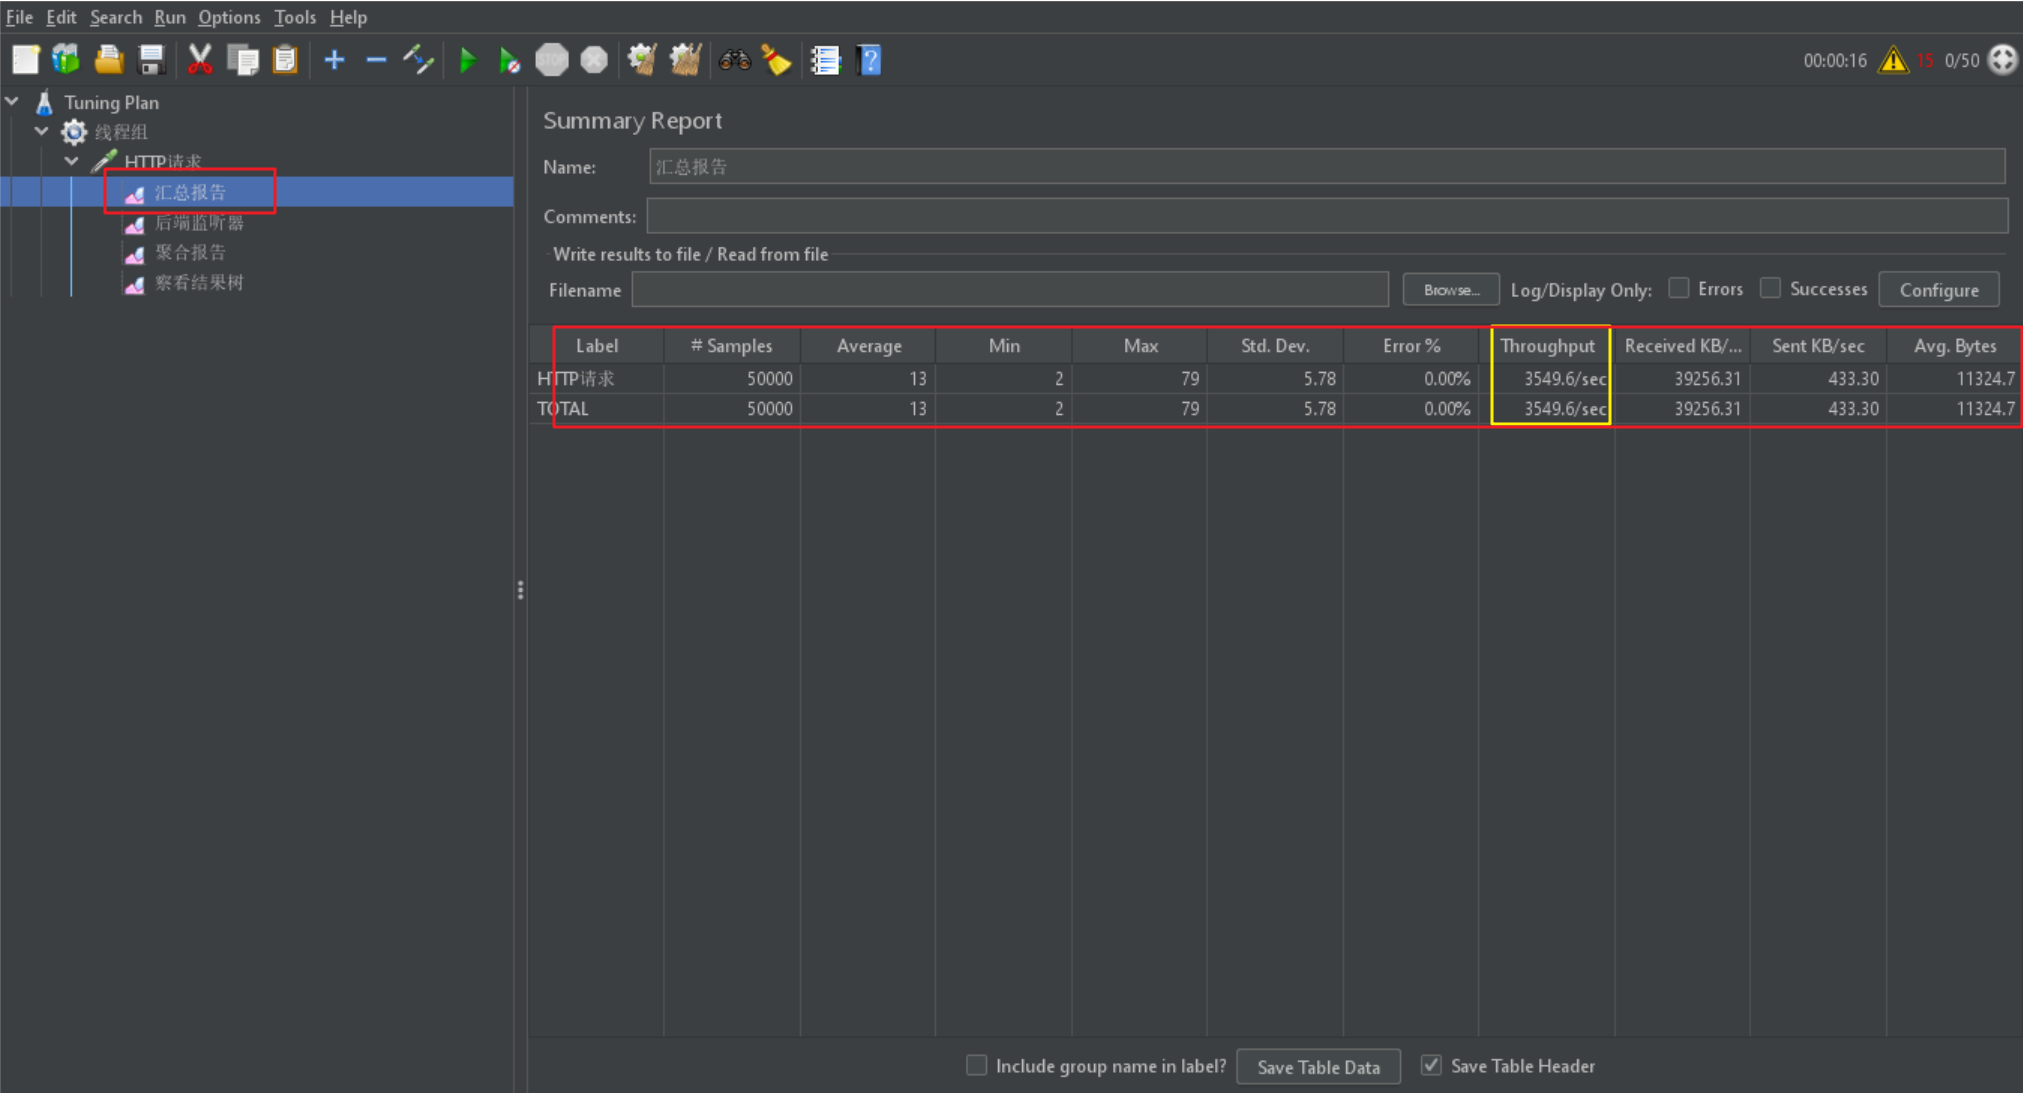 File Edit Search Run Options Tools Help
STOP
00:00:16 15 0/50
Tuning Plan
线程组
HTTP请求
汇总报告
后端监听器
聚合报告
察看结果树
Summary Report
Name: 汇总报告
Comments:
Write results to file / Read from file
Filename Browse... Log/Display Only: Errors Successes Configure
Label # Samples Average Min Max Std. Dev. Error % Throughput Received KB/... Sent KB/sec Avg. Bytes
HTTP请求 50000 13 2 79 5.78 0.00% 3549.6/sec 39256.31 433.30 11324.7
TOTAL 50000 13 2 79 5.78 0.00% 3549.6/sec 39256.31 433.30 11324.7
Include group name in label? Save Table Data Save Table Header